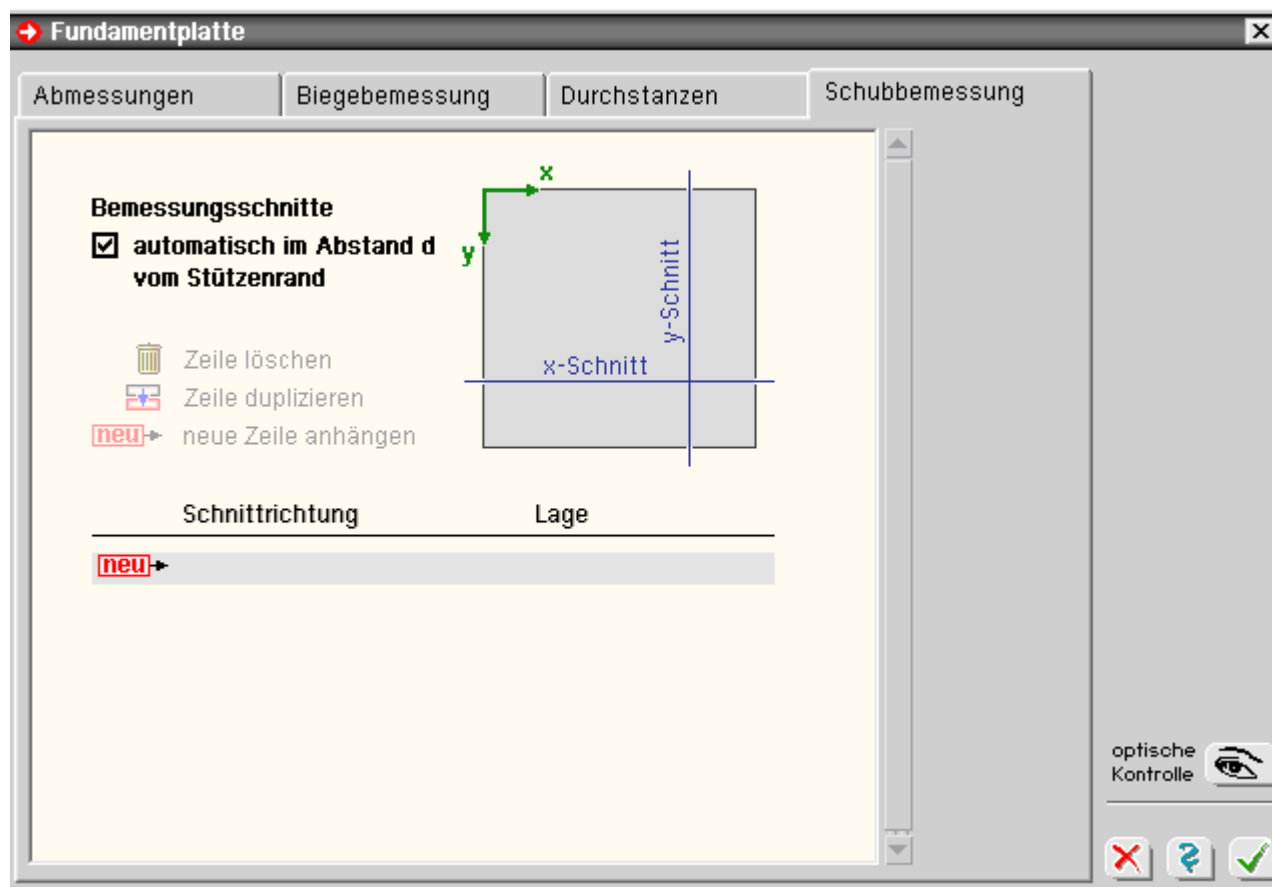 Fundamentplatte
Abmessungen
Biegebemessung
Durchstanzen
Schubbemessung
Bemessungsschnitte
automatisch im Abstand d
vom Stützenrand
x
y
y-Schnitt
x-Schnitt
Zeile löschen
Zeile duplizieren
neu neue Zeile anhängen
Schnittrichtung
Lage
neu
optische
Kontrolle